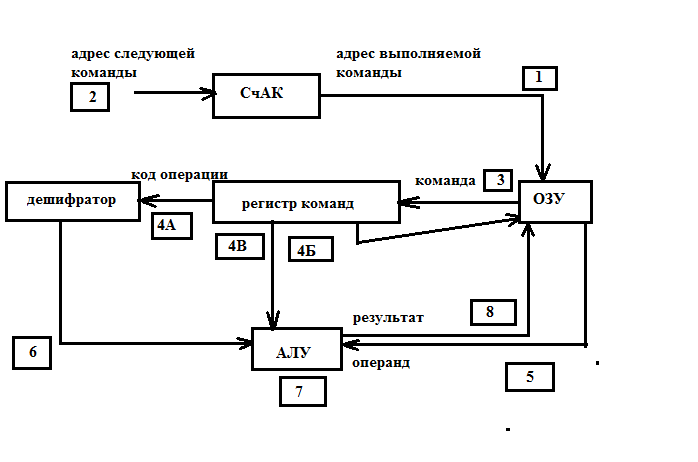 адрес следующей
команды
2
СчАК
адрес выполняемой
команды
1
код операции
команда
3
дешифратор
4А
регистр команд
ОЗУ
4В
4Б
результат
8
6
АЛУ
операнд
7
5